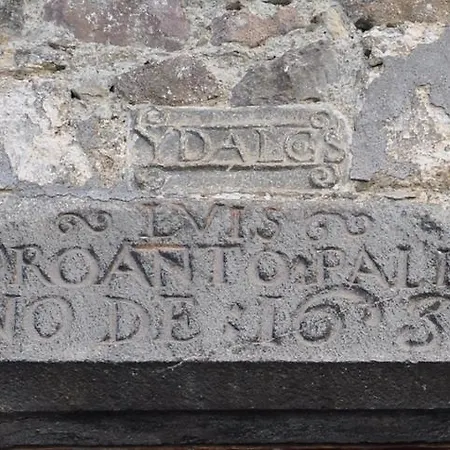 YDALGS
LVIS
ROANTO PALE
NO DE 163